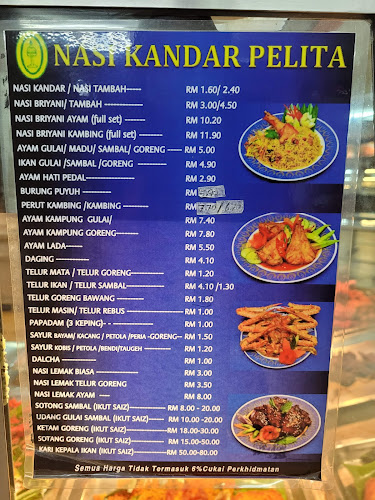 NASI KANDAR PELITA
NASI KANDAR / NASI TAMBAH----- RM 1.60/ 2.40
NASI BRIYANI/ TAMBAH ------------- RM 3.00/4.50
NASI BRIYANI AYAM (full set) ------- RM 10.20
NASI BRIYANI KAMBING (full set) ------- RM 11.90
AYAM GULAI/ MADU/ SAMBAL/ GORENG ---- RM 5.00
IKAN GULAI /SAMBAL /GORENG --------- RM 4.90
AYAM HATI PEDAL----------------- RM 2.90
BURUNG PUYUH ------------ RM
PERUT KAMBING /KAMBING --------- RM
AYAM KAMPUNG GULAI/ RM 7.40
AYAM KAMPUNG GORENG--------- RM 7.80
AYAM LADA------ RM 5.50
DAGING ------------- RM 4.10
TELUR MATA / TELUR GORENG------------- RM 1.20
TELUR IKAN / TELUR SAMBAL-------------- RM 4.10 /1.30
TELUR GORENG BAWANG ---------- RM 1.80
TELUR MASIN/ TELUR REBUS ------------- RM 1.00
PAPADAM (3 KEPING)- - -------------- RM 1.00
SAYUR BAYAM/ KACANG / PETOLA /PERIA -GORENG-- RM 1.50
SAYUR KOBIS / PETOLA /BENDI/TAUGEH ---------- RM 1.20
DALCHA ------------ RM 1.00
NASI LEMAK BIASA -------------- RM 3.00
NASI LEMAK TELUR GORENG RM 3.50
NASI LEMAK AYAM ---- RM 8.00
SOTONG SAMBAL (IKUT SAIZ)---------- RM 8.00 - 20.00
UDANG GULAI SAMBAL (IKUT SAIZ)------ RM 10.00 -20.00
KETAM GORENG (IKUT SAIZ)------- RM 18.00-30.00
SOTANG GORENG (IKUT SAIZ)------- RM 15.00-50.00
KARI KEPALA IKAN (IKUT SAIZ)------- RM 50.00-80.00
Semua Harga Tidak Termasuk 6%Cukai Perkhidmatan